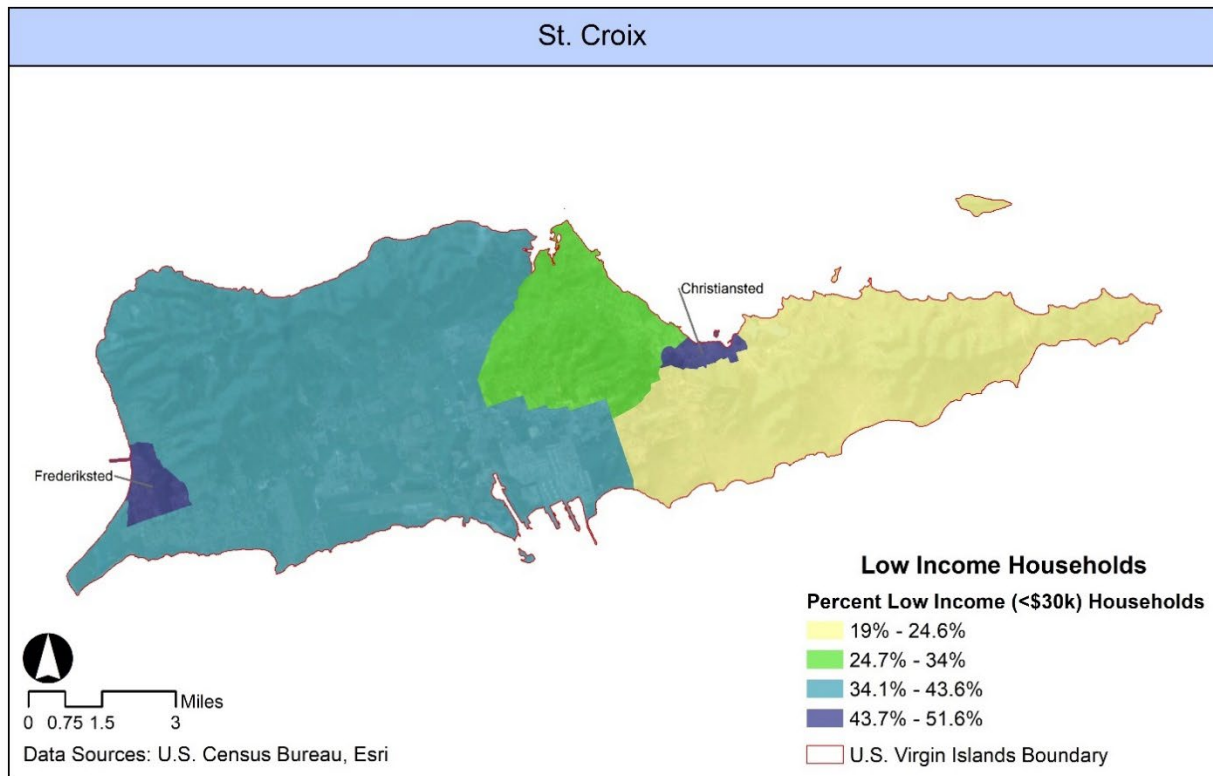 St. Croix
Christiansted
Frederiksted
Low Income Households
Percent Low Income (<$30k) Households
19% - 24.6%
24.7% - 34%
34.1% - 43.6%
43.7% - 51.6%
U.S. Virgin Islands Boundary
Miles
0 0.75 1.5 3
Data Sources: U.S. Census Bureau, Esri